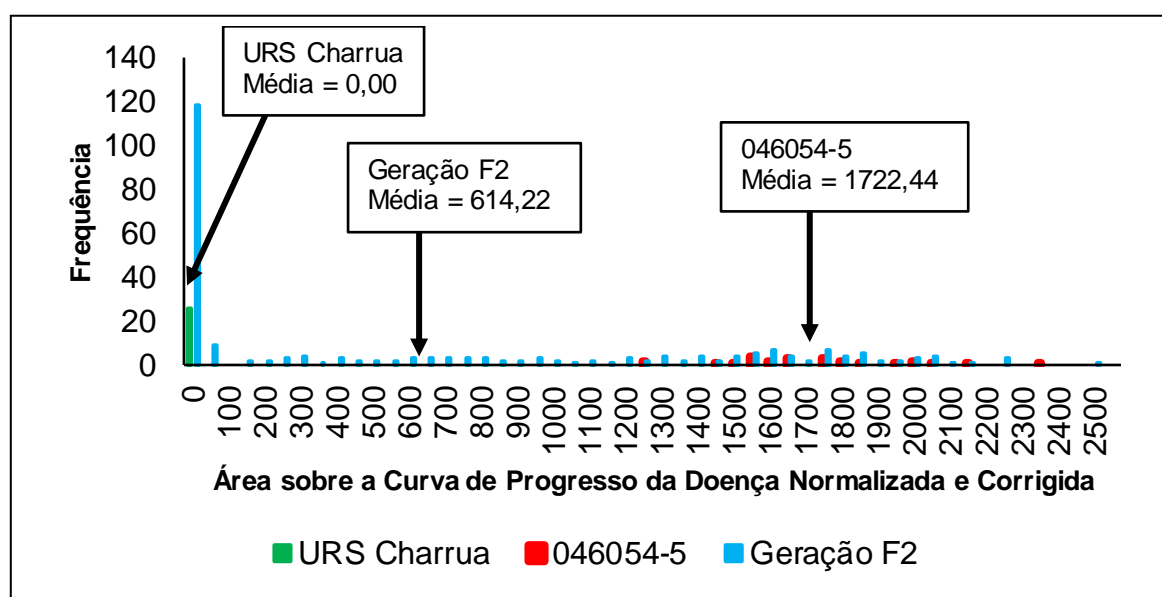 URS Charrua
Média = 0,00
Geração F2
Média = 614,22
046054-5
Média = 1722,44
Frequência
140
120
100
80
60
40
20
0
0 100 200 300 400 500 600 700 800 900 1000 1100 1200 1300 1400 1500 1600 1700 1800 1900 2000 2100 2200 2300 2400 2500
Área sobre a Curva de Progresso da Doença Normalizada e Corrigida
URS Charrua 046054-5 Geração F2